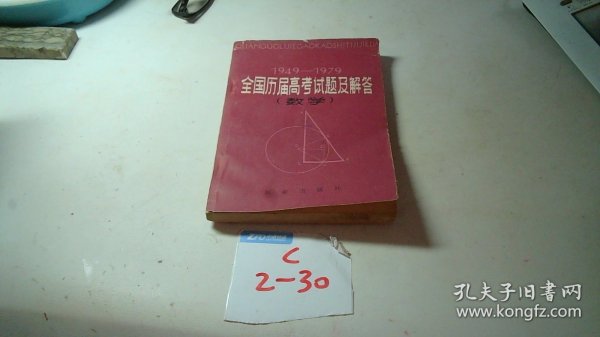 1949—1979
全国历届高考试题及解答
(数学)
C
2-30
孔夫子旧书网
www.kongfz.com